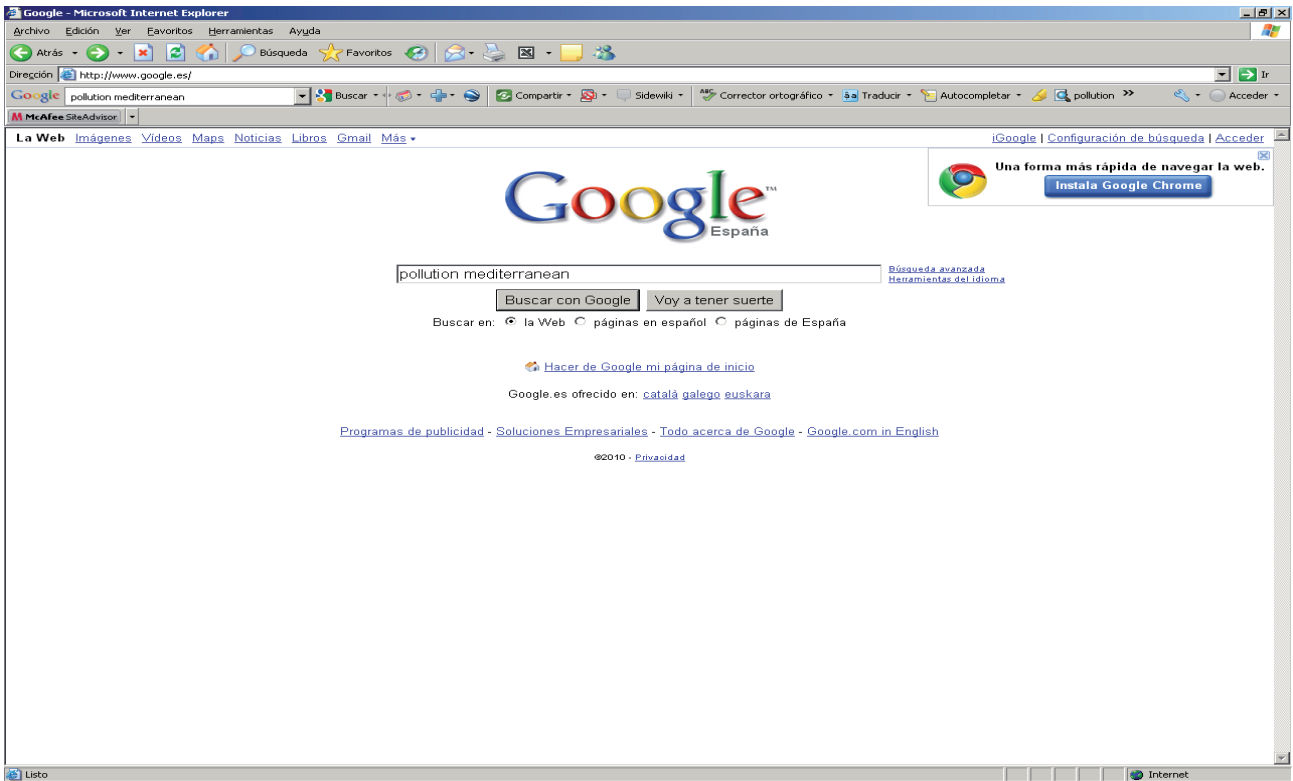 Google - Microsoft Internet Explorer
Archivo Edición Ver Favoritos Herramientas Ayuda
Atrás Búsqueda Favoritos
Dirección http://www.google.es/ Ir
Google pollution mediterranean Buscar Compartir Sidewiki Corrector ortográfico Traducir Autocompletar pollution Acceder
McAfee SiteAdvisor
La Web Imágenes Vídeos Maps Noticias Libros Gmail Más iGoogle | Configuración de búsqueda | Acceder
Una forma más rápida de navegar la web.
Instala Google Chrome
Google™
España
pollution mediterranean Búsqueda avanzada
Herramientas del idioma
Buscar con Google Voy a tener suerte
Buscar en: la Web páginas en español páginas de España
Hacer de Google mi página de inicio
Google.es ofrecido en: català galego euskara
Programas de publicidad - Soluciones Empresariales - Todo acerca de Google - Google.com in English
©2010 - Privacidad
Listo Internet